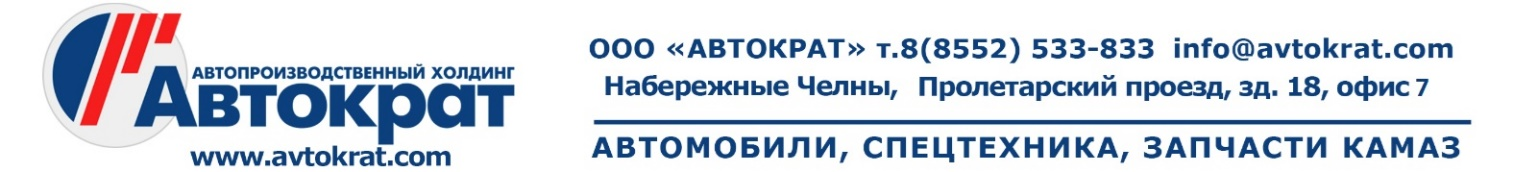 АВТОПРОИЗВОДСТВЕННЫЙ ХОЛДИНГ
АВТОКРАТ
www.avtokrat.com
ООО «АВТОКРАТ» т.8(8552) 533-833 info@avtokrat.com
Набережные Челны, Пролетарский проезд, зд. 18, офис 7
АВТОМОБИЛИ, СПЕЦТЕХНИКА, ЗАПЧАСТИ КАМАЗ